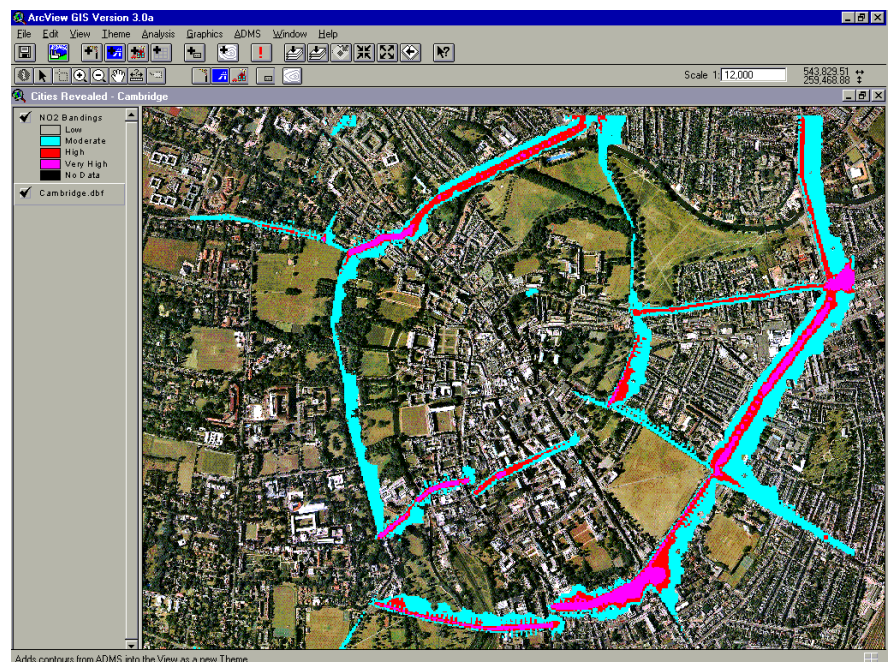 ArcView GIS Version 3.0a
File Edit View Theme Analysis Graphics ADMS Window Help
Scale 1: 12,000
543,829.51
259,468.88
Cities Revealed - Cambridge
NO2 Bandings
Low
Moderate
High
Very High
No Data
Cambridge.dbf
Adds contours from ADMS into the View as a new Theme